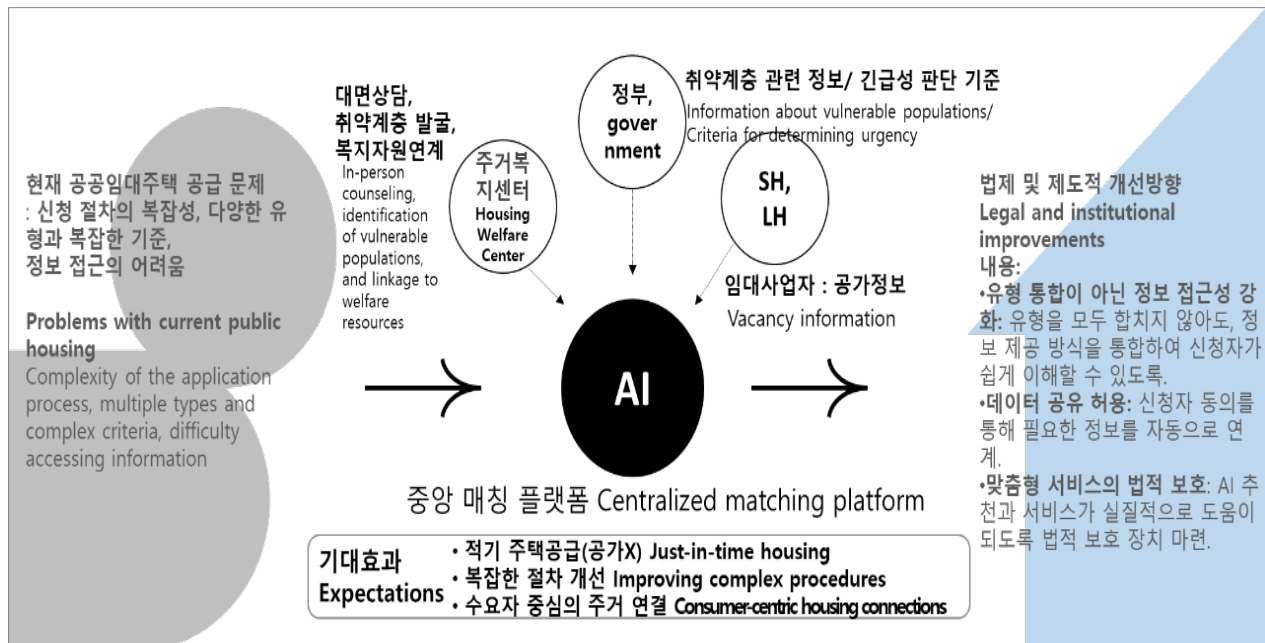 현재 공공임대주택 공급 문제
: 신청 절차의 복잡성, 다양한 유
형과 복잡한 기준,
정보 접근의 어려움
Problems with current public
housing
Complexity of the application
process, multiple types and
complex criteria, difficulty
accessing information
대면상담,
취약계층 발굴,
복지자원연계
In-person
counseling,
identification
of vulnerable
populations,
and linkage to
welfare
resources
주거복
지센터
Housing
Welfare
Center
정부,
gover
nment
취약계층 관련 정보/ 긴급성 판단 기준
Information about vulnerable populations/
Criteria for determining urgency
SH,
LH
임대사업자 : 공가정보
Vacancy information
AI
중앙 매칭 플랫폼 Centralized matching platform
기대효과
Expectations
• 적기 주택공급(공가X) Just-in-time housing
• 복잡한 절차 개선 Improving complex procedures
• 수요자 중심의 주거 연결 Consumer-centric housing connections
법제 및 제도적 개선방향
Legal and institutional
improvements
내용:
•유형 통합이 아닌 정보 접근성 강
화: 유형을 모두 합치지 않아도, 정
보 제공 방식을 통합하여 신청자가
쉽게 이해할 수 있도록.
•데이터 공유 허용: 신청자 동의를
통해 필요한 정보를 자동으로 연
계.
•맞춤형 서비스의 법적 보호: AI 추
천과 서비스가 실질적으로 도움이
되도록 법적 보호 장치 마련.